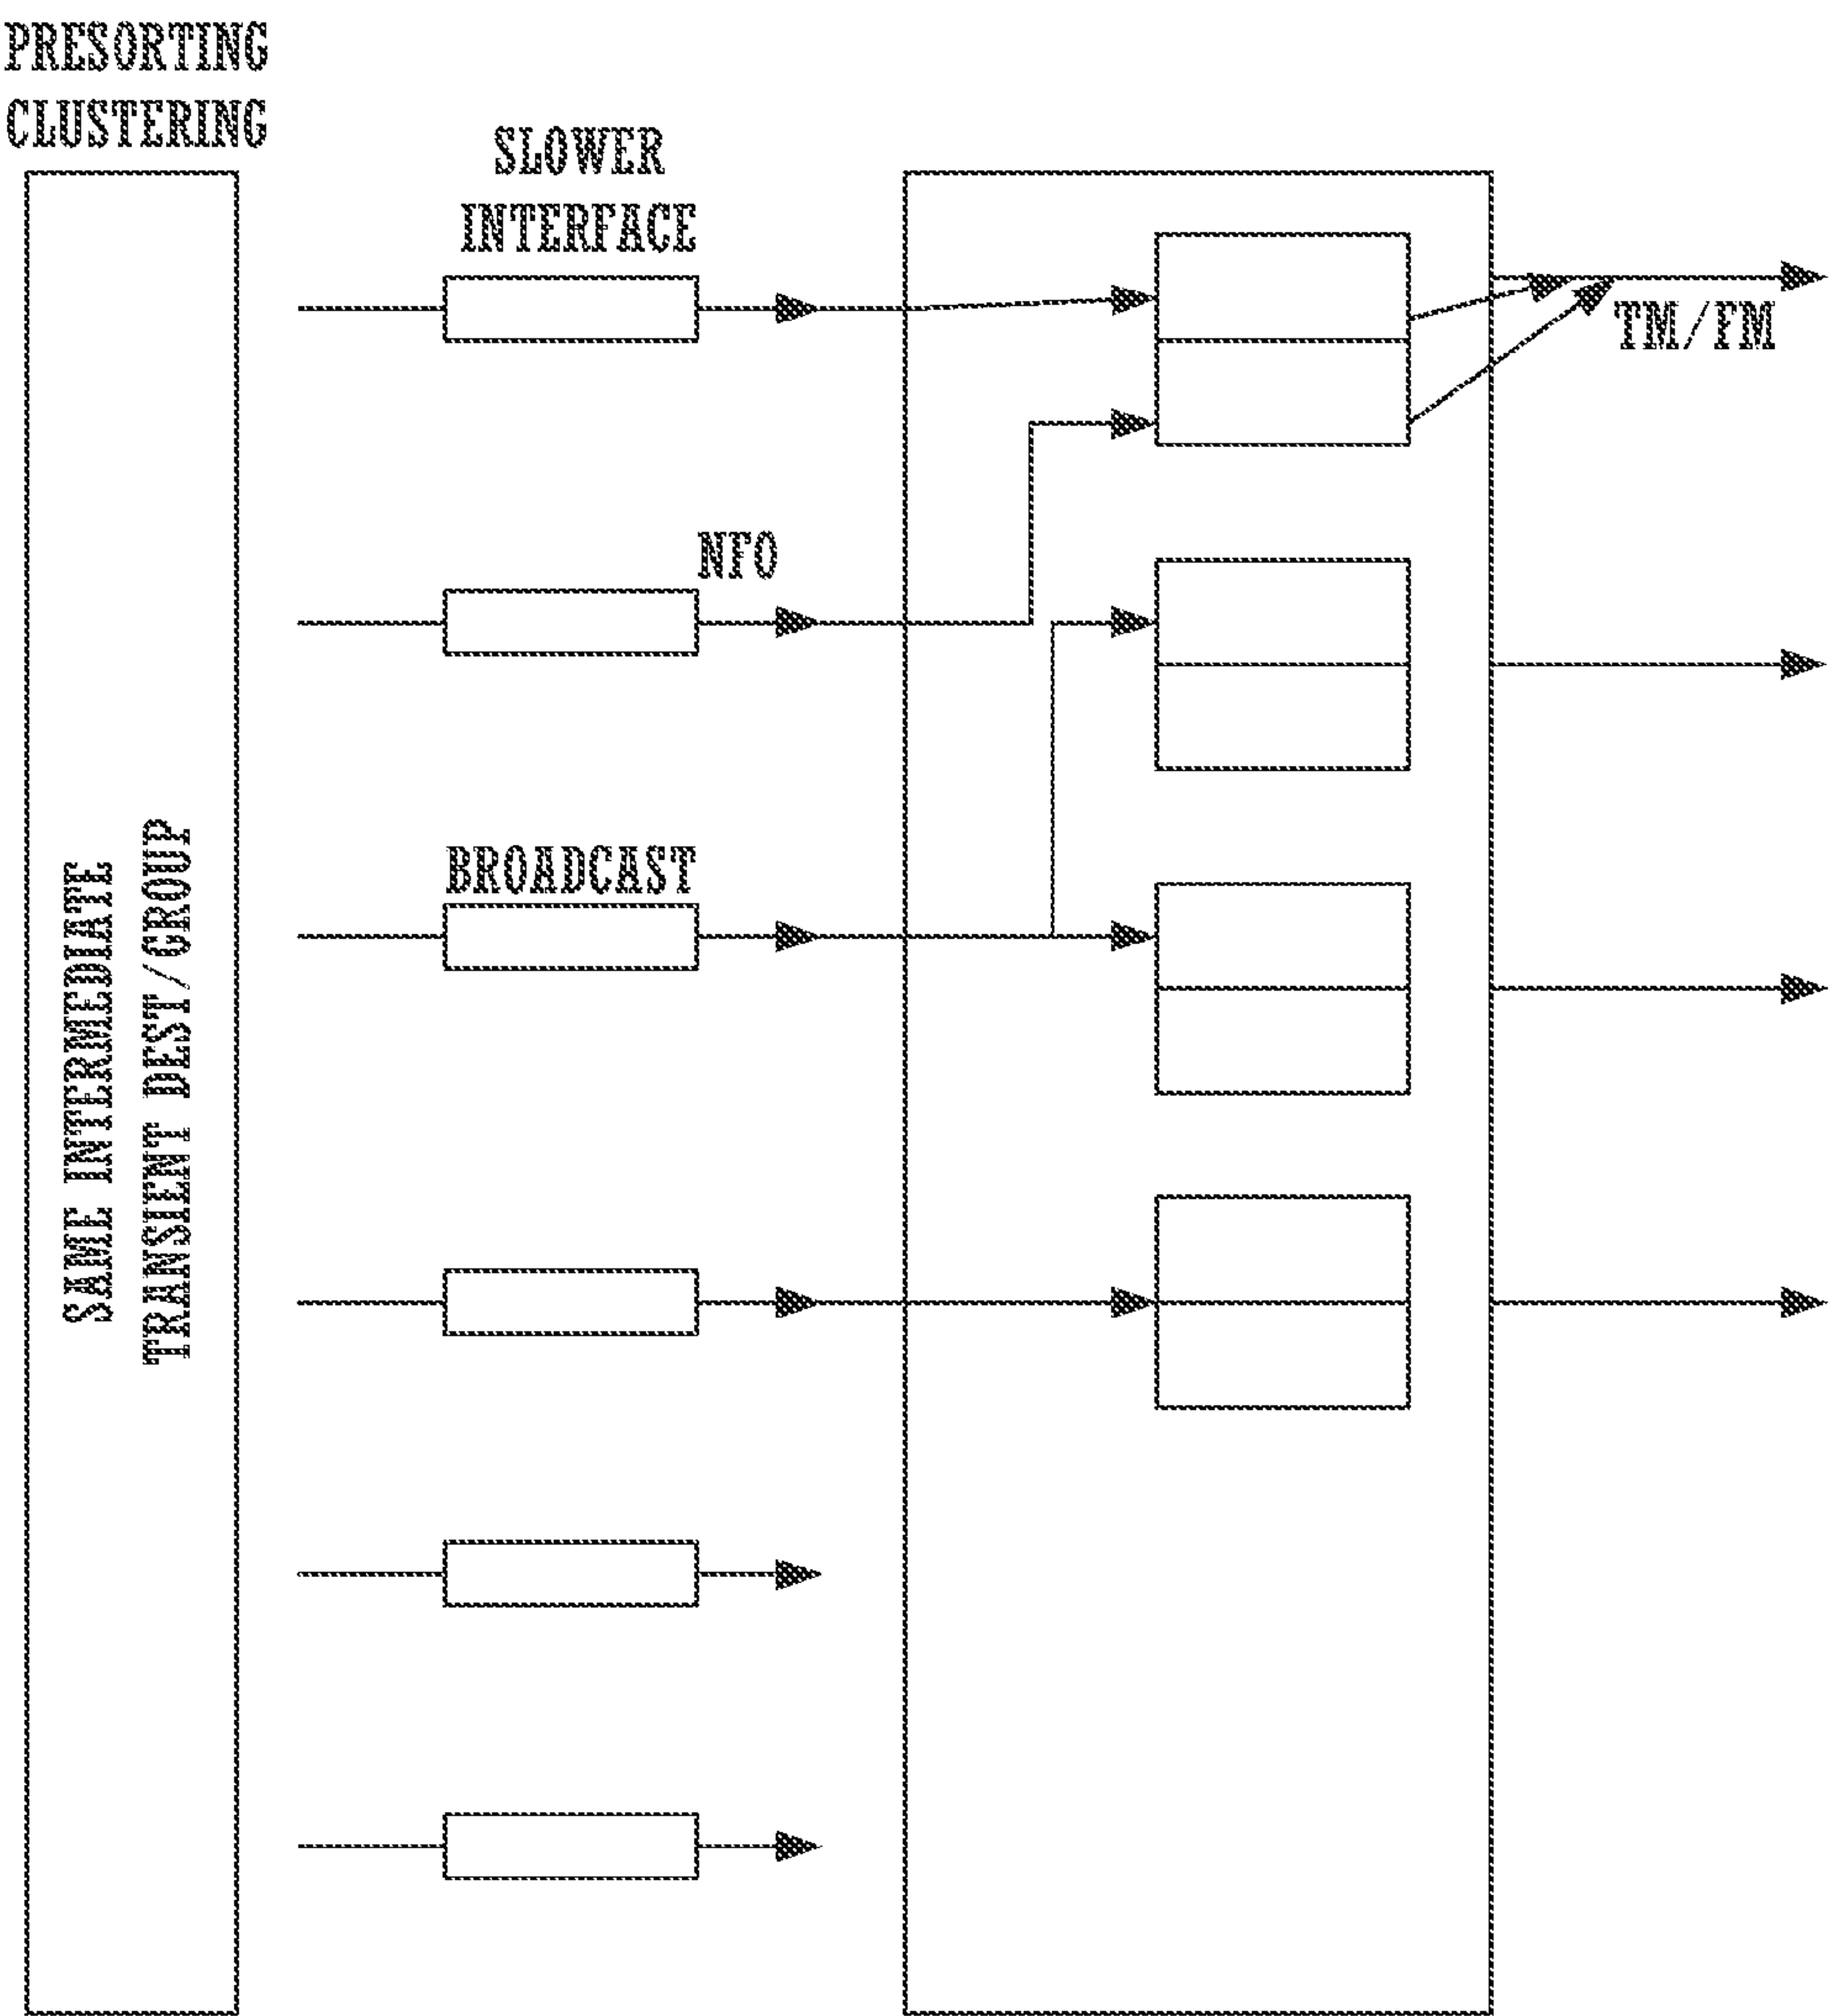 PRESORTING
CLUSTERING
SLOWER
INTERFACE
TM/FM
NFO
BROADCAST
SAME INTERMEDIATE
TRANSIENT DEST/GROUP